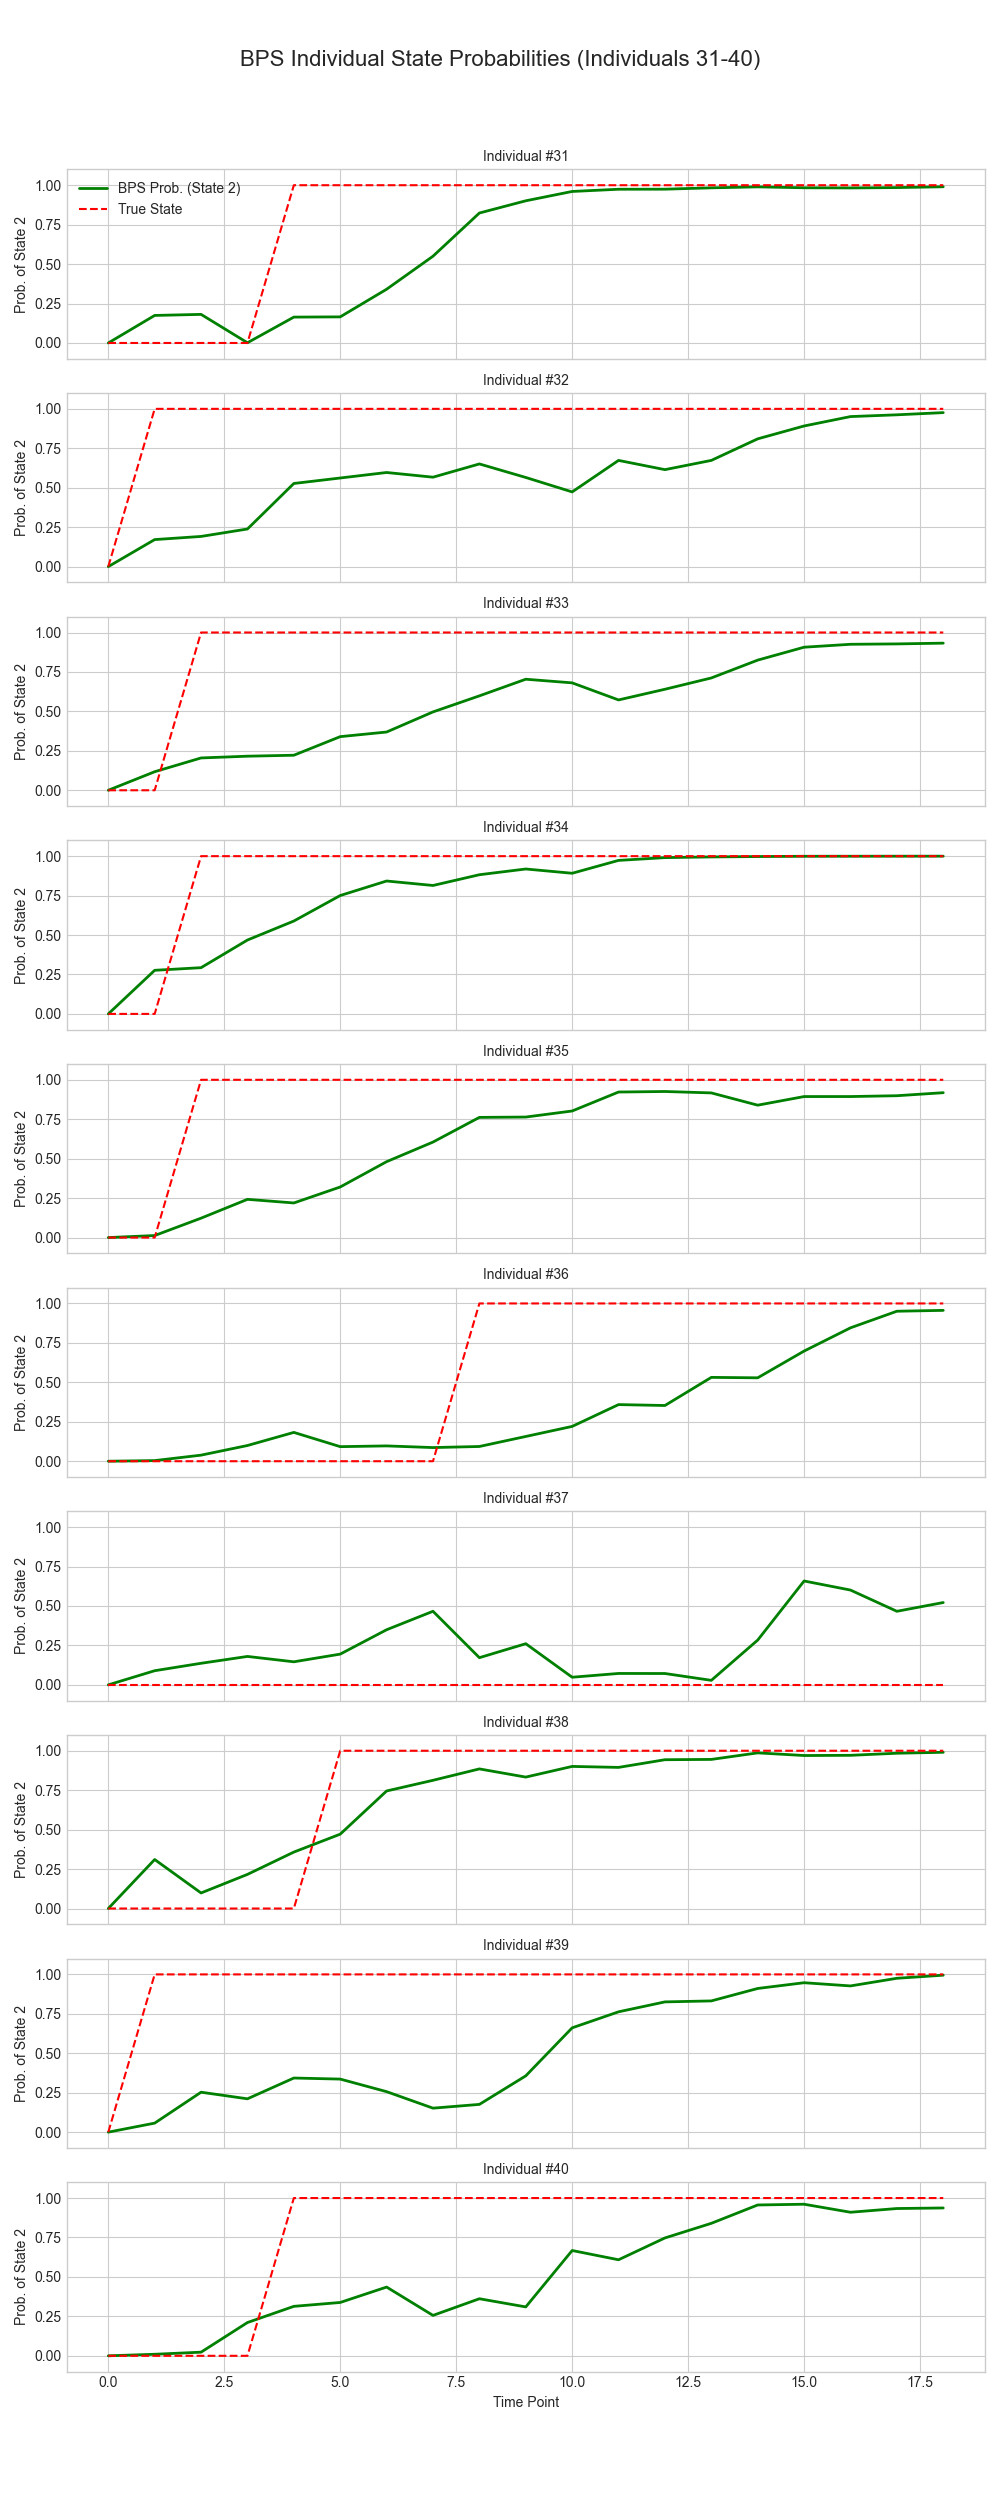 BPS Individual State Probabilities (Individuals 31-40)
Individual #31
BPS Prob. (State 2)
True State
Prob. of State 2
1.00
0.75
0.50
0.25
0.00
Individual #32
Prob. of State 2
1.00
0.75
0.50
0.25
0.00
Individual #33
Prob. of State 2
1.00
0.75
0.50
0.25
0.00
Individual #34
Prob. of State 2
1.00
0.75
0.50
0.25
0.00
Individual #35
Prob. of State 2
1.00
0.75
0.50
0.25
0.00
Individual #36
Prob. of State 2
1.00
0.75
0.50
0.25
0.00
Individual #37
Prob. of State 2
1.00
0.75
0.50
0.25
0.00
Individual #38
Prob. of State 2
1.00
0.75
0.50
0.25
0.00
Individual #39
Prob. of State 2
1.00
0.75
0.50
0.25
0.00
Individual #40
Prob. of State 2
1.00
0.75
0.50
0.25
0.00
0.0 2.5 5.0 7.5 10.0 12.5 15.0 17.5
Time Point